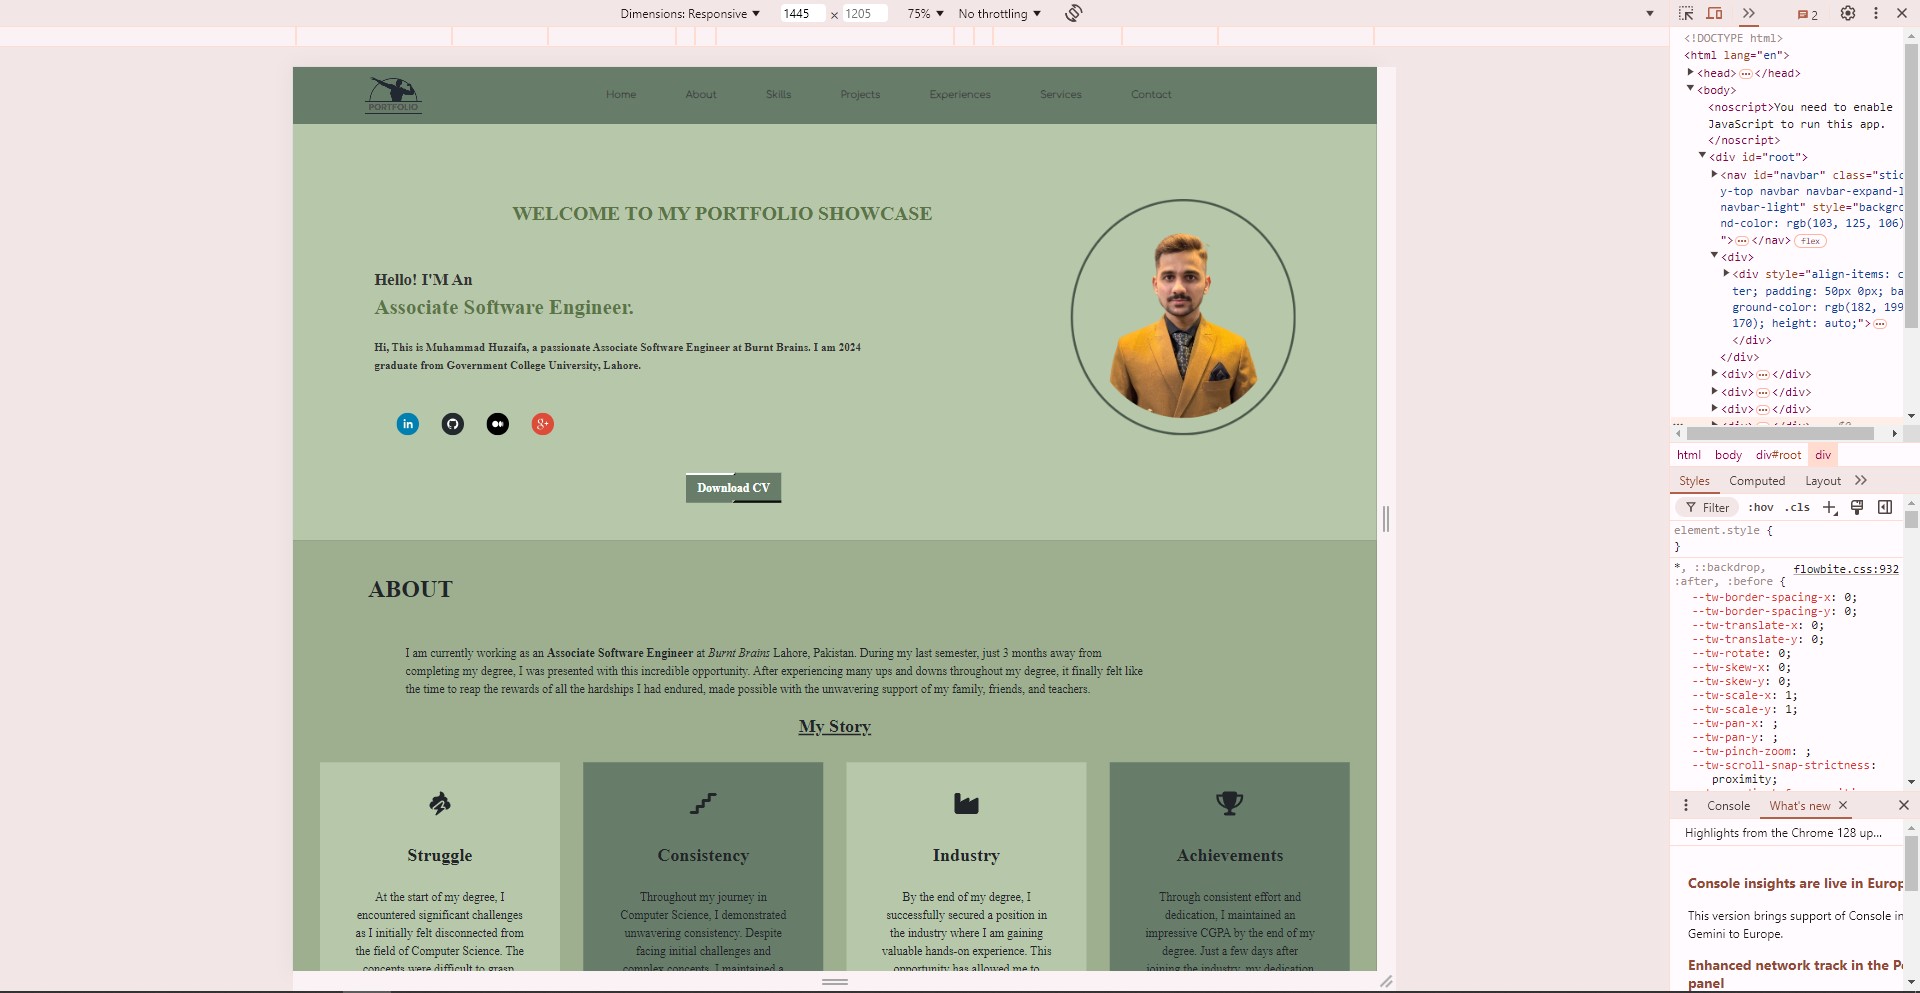 Dimensions: Responsive 1445 × 1205 75% No throttling
2
PORTFOLIO
Home About Skills Projects Experiences Services Contact
WELCOME TO MY PORTFOLIO SHOWCASE
Hello! I'M An
Associate Software Engineer.
Hi, This is Muhammad Huzaifa, a passionate Associate Software Engineer at Burnt Brains. I am 2024
graduate from Government College University, Lahore.
in
8+
Download CV
ABOUT
I am currently working as an Associate Software Engineer at Burnt Brains Lahore, Pakistan. During my last semester, just 3 months away from
completing my degree, I was presented with this incredible opportunity. After experiencing many ups and downs throughout my degree, it finally felt like
the time to reap the rewards of all the hardships I had endured, made possible with the unwavering support of my family, friends, and teachers.
My Story
Struggle
At the start of my degree, I
encountered significant challenges
as I initially felt disconnected from
the field of Computer Science. The
concepts were difficult to grasp
Consistency
Throughout my journey in
Computer Science, I demonstrated
unwavering consistency. Despite
facing initial challenges and
complex concepts, I maintained a
Industry
By the end of my degree, I
successfully secured a position in
the industry where I am gaining
valuable hands-on experience. This
opportunity has allowed me to
Achievements
Through consistent effort and
dedication, I maintained an
impressive CGPA by the end of my
degree. Just a few days after
joining the industry, my dedication
<!DOCTYPE html>
<html lang="en">
<head> </head>
<body>
<noscript>You need to enable
JavaScript to run this app.
</noscript>
<div id="root">
<nav id="navbar" class="stic
y-top navbar navbar-expand-l
navbar-light" style="backgro
nd-color: rgb(103, 125, 106)
"> </nav> flex
<div>
<div style="align-items: c
ter; padding: 50px 0px; ba
ground-color: rgb(182, 199
170); height: auto;">
</div>
</div>
<div> </div>
<div> </div>
<div> </div>
html body div#root div
Styles Computed Layout
Filter :hov .cls
element.style {
}
*, ::backdrop, flowbite.css:932
:after, :before {
--tw-border-spacing-x: 0;
--tw-border-spacing-y: 0;
--tw-translate-x: 0;
--tw-translate-y: 0;
--tw-rotate: 0;
--tw-skew-x: 0;
--tw-skew-y: 0;
--tw-scale-x: 1;
--tw-scale-y: 1;
--tw-pan-x: ;
--tw-pan-y: ;
--tw-pinch-zoom: ;
--tw-scroll-snap-strictness:
proximity;
Console What's new
Highlights from the Chrome 128 up...
Console insights are live in Europ
This version brings support of Console in
Gemini to Europe.
Enhanced network track in the Pe
panel